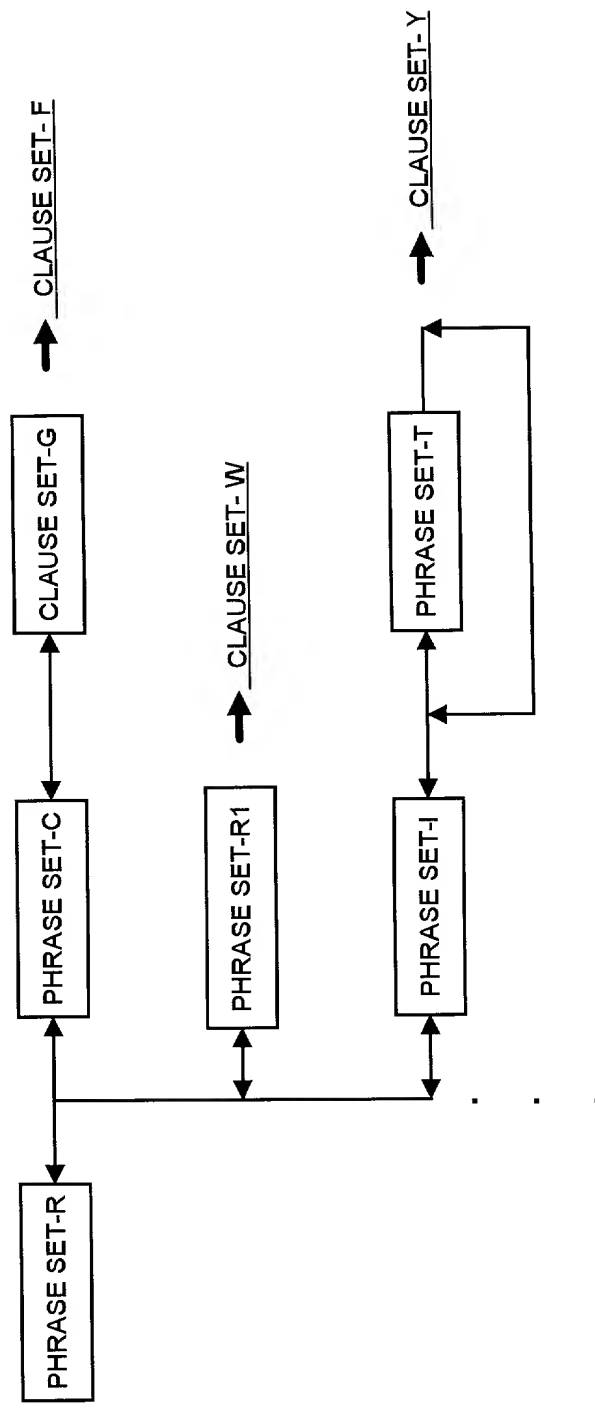 PHRASE SET-R
PHRASE SET-C
CLAUSE SET-G
CLAUSE SET- F
PHRASE SET-R1
CLAUSE SET- W
PHRASE SET-I
PHRASE SET-T
CLAUSE SET- Y